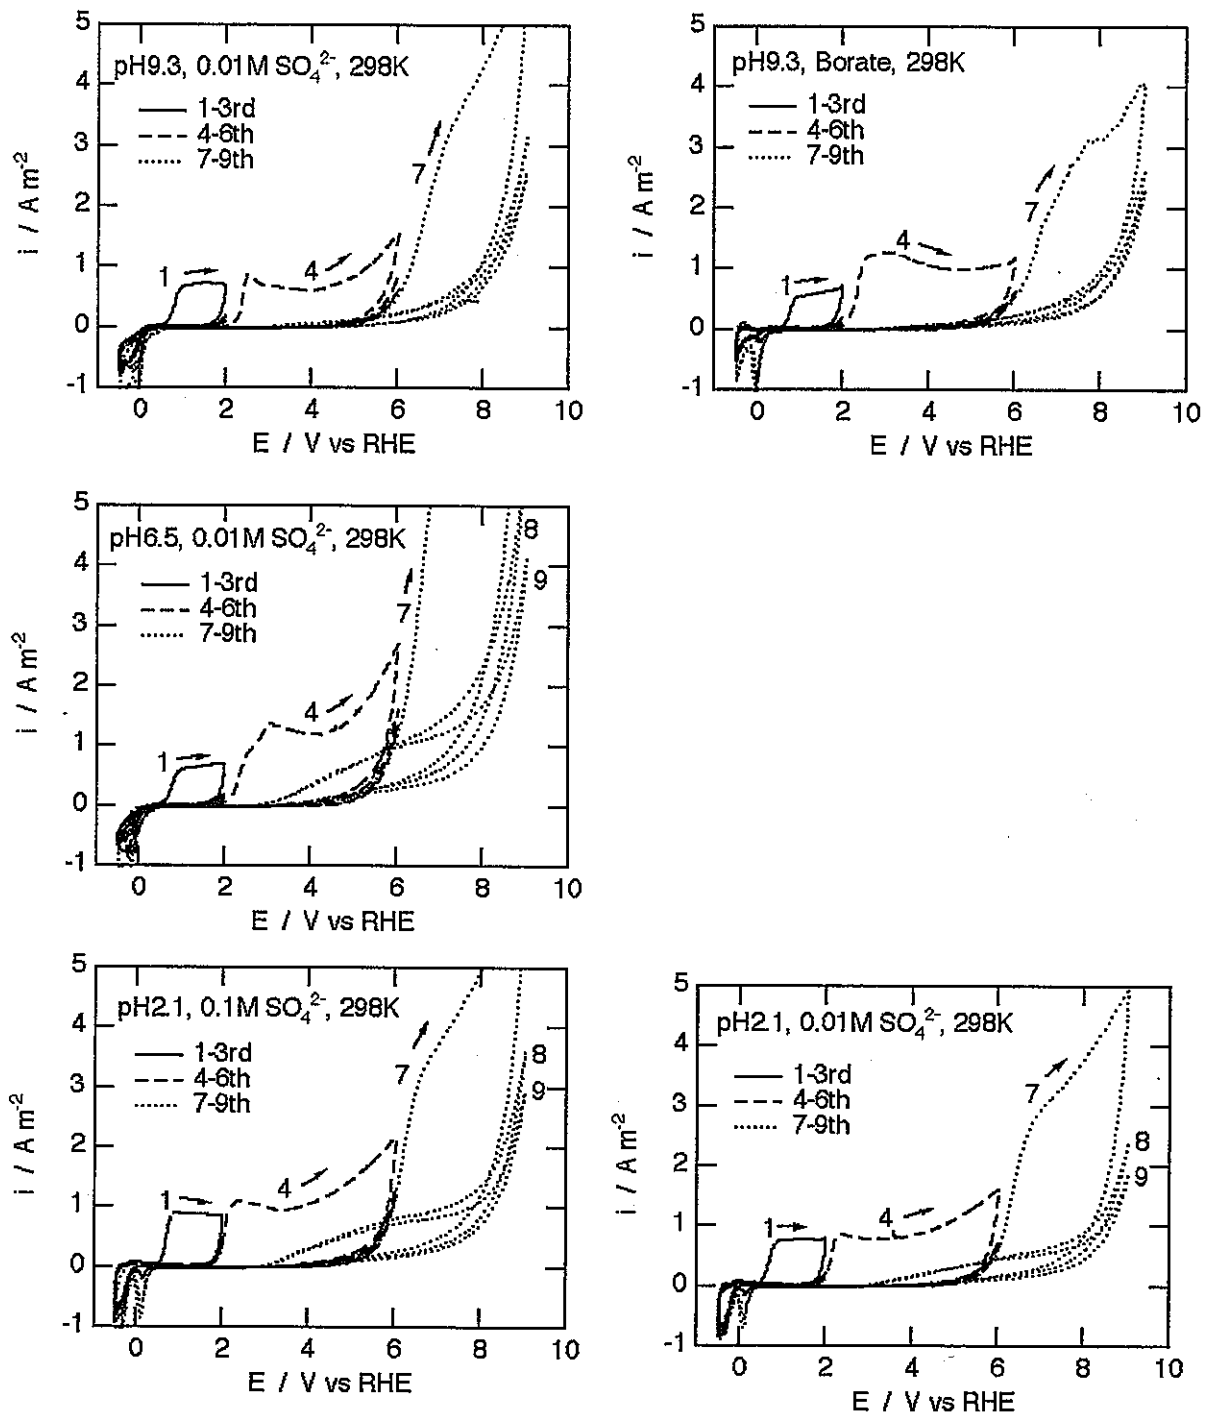 pH9.3, 0.01M SO₄²⁻, 298K
1-3rd
4-6th
7-9th
1
4
7
5
4
3
2
1
0
-1
i / A m⁻²
0 2 4 6 8 10
E / V vs RHE
pH9.3, Borate, 298K
1-3rd
4-6th
7-9th
1
4
7
5
4
3
2
1
0
-1
i / A m⁻²
0 2 4 6 8 10
E / V vs RHE
pH6.5, 0.01M SO₄²⁻, 298K
1-3rd
4-6th
7-9th
1
4
7
8
9
5
4
3
2
1
0
-1
i / A m⁻²
0 2 4 6 8 10
E / V vs RHE
pH2.1, 0.1M SO₄²⁻, 298K
1-3rd
4-6th
7-9th
1
4
7
8
9
5
4
3
2
1
0
-1
i / A m⁻²
0 2 4 6 8 10
E / V vs RHE
pH2.1, 0.01M SO₄²⁻, 298K
1-3rd
4-6th
7-9th
1
4
7
8
9
5
4
3
2
1
0
-1
i / A m⁻²
0 2 4 6 8 10
E / V vs RHE